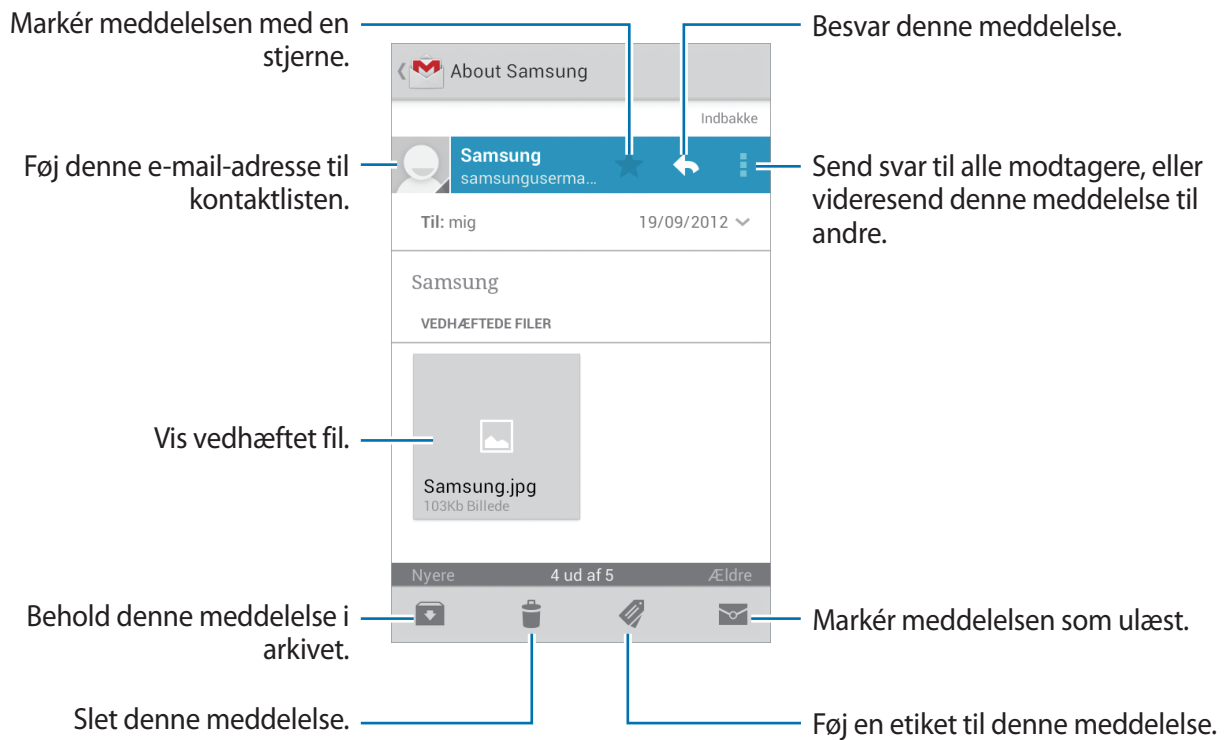 Markér meddelelsen med en
stjerne.
Besvar denne meddelelse.
About Samsung
Indbakke
Føj denne e-mail-adresse til
kontaktlisten.
Samsung
samsunguserma...
Send svar til alle modtagere, eller
videresend denne meddelelse til
andre.
Til: mig
19/09/2012
Samsung
VEDHÆFTEDE FILER
Vis vedhæftet fil.
Samsung.jpg
103Kb Billede
Nyere
4 ud af 5
Ældre
Behold denne meddelelse i
arkivet.
Markér meddelelsen som ulæst.
Slet denne meddelelse.
Føj en etiket til denne meddelelse.